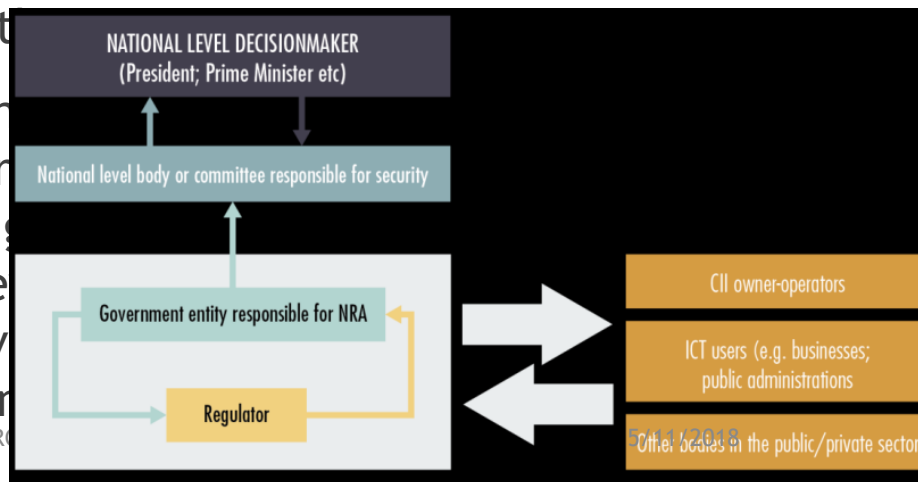 NATIONAL LEVEL DECISIONMAKER
(President; Prime Minister etc)
National level body or committee responsible for security
Government entity responsible for NRA
Regulator
CII owner-operators
ICT users (e.g. businesses;
public administrations
5/11/2018
Other bodies in the public/private sector